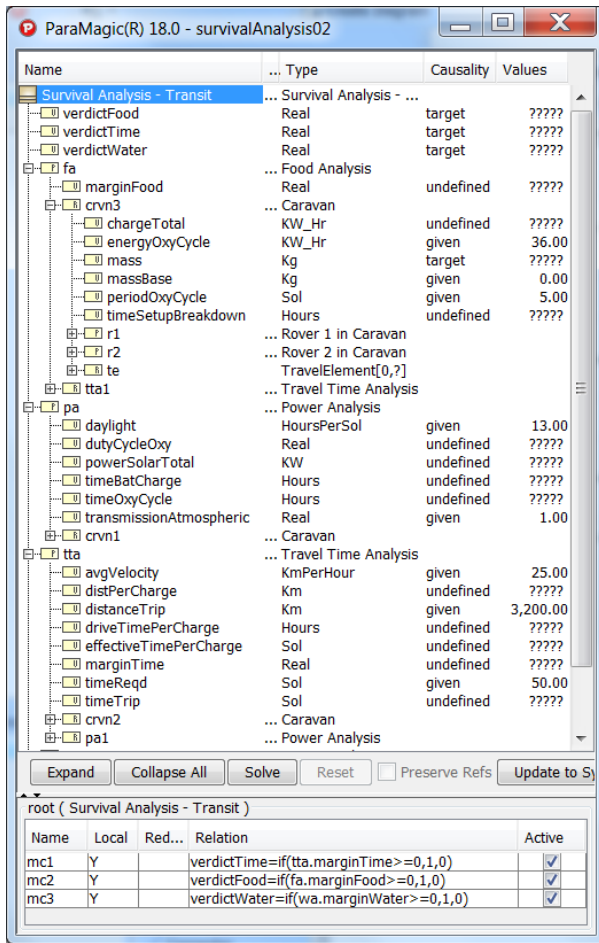 ParaMagic(R) 18.0 - survivalAnalysis02
Name ... Type Causality Values
Survival Analysis - Transit ... Survival Analysis - ...
verdictFood Real target ?????
verdictTime Real target ?????
verdictWater Real target ?????
fa ... Food Analysis
marginFood Real undefined ?????
crvn3 ... Caravan
chargeTotal KW_Hr undefined ?????
energyOxyCycle KW_Hr given 36.00
mass Kg target ?????
massBase Kg given 0.00
periodOxyCycle Sol given 5.00
timeSetupBreakdown Hours undefined ?????
r1 ... Rover 1 in Caravan
r2 ... Rover 2 in Caravan
te TravelElement[0,?]
tta1 ... Travel Time Analysis
pa ... Power Analysis
daylight HoursPerSol given 13.00
dutyCycleOxy Real undefined ?????
powerSolarTotal KW undefined ?????
timeBatCharge Hours undefined ?????
timeOxyCycle Hours undefined ?????
transmissionAtmospheric Real given 1.00
crvn1 ... Caravan
tta ... Travel Time Analysis
avgVelocity KmPerHour given 25.00
distPerCharge Km undefined ?????
distanceTrip Km given 3,200.00
driveTimePerCharge Hours undefined ?????
effectiveTimePerCharge Sol undefined ?????
marginTime Real undefined ?????
timeReqd Sol given 50.00
timeTrip Sol undefined ?????
crvn2 ... Caravan
pa1 ... Power Analysis
Expand Collapse All Solve Reset Preserve Refs Update to Sy
root ( Survival Analysis - Transit )
Name Local Red... Relation Active
mc1 Y verdictTime=if(tta.marginTime>=0,1,0)
mc2 Y verdictFood=if(fa.marginFood>=0,1,0)
mc3 Y verdictWater=if(wa.marginWater>=0,1,0)